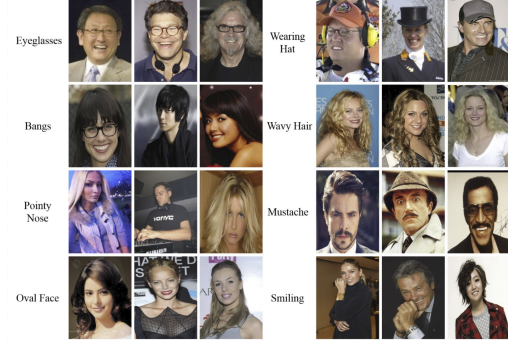 Eyeglasses
Wearing
Hat
Bangs
Wavy Hair
Pointy
Nose
Mustache
Oval Face
Smiling